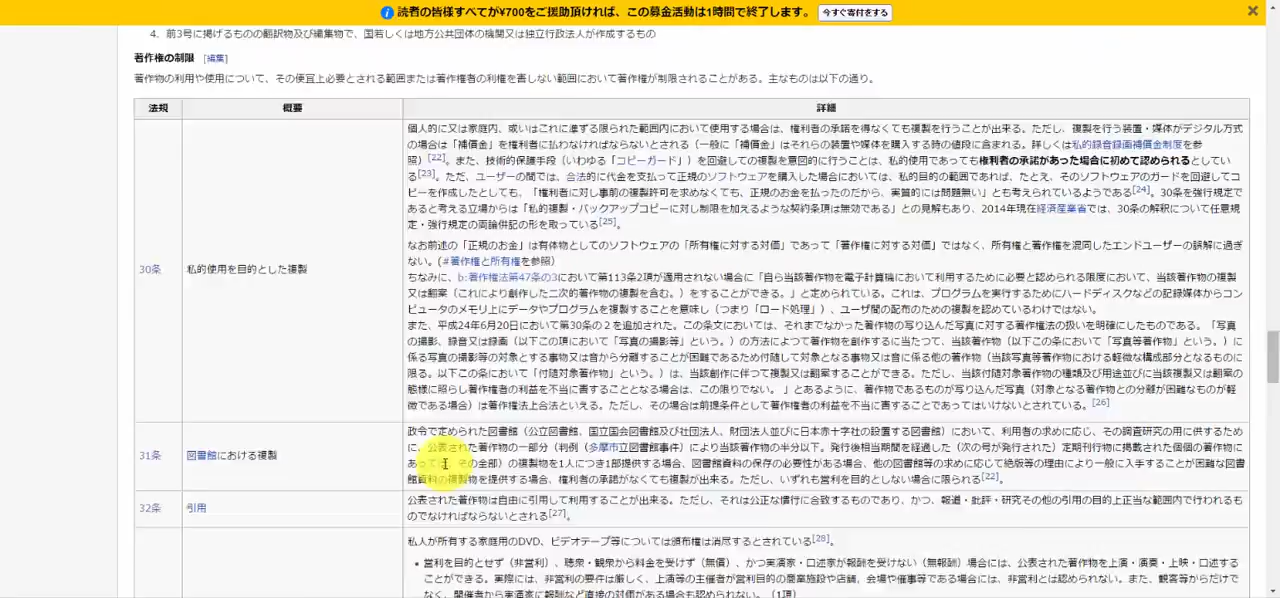 読者の皆様すべてが¥700をご援助頂ければ、この募金活動は1時間で終了します。 今すぐ寄付をする
4. 前3号に掲げるものの翻訳物及び編集物で、国若しくは地方公共団体の機関又は独立行政法人が作成するもの
著作権の制限 [編集]
著作物の利用や使用について、その便宜上必要とされる範囲または著作権者の利権を害しない範囲において著作権が制限されることがある。主なものは以下の通り。
法規 概要 詳細
30条 私的使用を目的とした複製
個人的に又は家庭内、或いはこれに準ずる限られた範囲内において使用する場合は、権利者の承諾を得なくても複製を行うことが出来る。ただし、複製を行う装置・媒体がデジタル方式
の場合は「補償金」を権利者に払わなければならないとされる（一般に「補償金」はそれらの装置や媒体を購入する時の値段に含まれる。詳しくは私的録音録画補償金制度を参
照）[22]。また、技術的保護手段（いわゆる「コピーガード」）を回避しての複製を意図的に行うことは、私的使用であっても権利者の承諾があった場合に初めて認められるとしてい
る[23]。ただ、ユーザーの間では、合法的に代金を支払って正規のソフトウェアを購入した場合においては、私的目的の範囲であれば、たとえ、そのソフトウェアのガードを回避してコ
ピーを作成したとしても、「権利者に対し事前の複製許可を求めなくても、正規のお金を払ったのだから、実質的には問題無い」とも考えられているようである[24]。30条を強行規定で
あると考える立場からは「私的複製・バックアップコピーに対し制限を加えるような契約条項は無効である」との見解もあり、2014年現在経済産業省では、30条の解釈について任意規
定・強行規定の両論併記の形を取っている[25]。
なお前述の「正規のお金」は有体物としてのソフトウェアの「所有権に対する対価」であって「著作権に対する対価」ではなく、所有権と著作権を混同したエンドユーザーの誤解に過ぎ
ない。(#著作権と所有権を参照)
ちなみに、b:著作権法第47条の3において第113条2項が適用されない場合に「自ら当該著作物を電子計算機において利用するために必要と認められる限度において、当該著作物の複製
又は翻案（これにより創作した二次的著作物の複製を含む。）をすることができる。」と定められている。これは、プログラムを実行するためにハードディスクなどの記録媒体からコン
ピュータのメモリ上にデータやプログラムを複製することを意味し（つまり「ロード処理」）、ユーザ間の配布のための複製を認めているわけではない。
また、平成24年6月20日において第30条の２を追加された。この条文においては、それまでなかった著作物の写り込んだ写真に対する著作権法の扱いを明確にしたものである。「写真
の撮影、録音又は録画（以下この項において「写真の撮影等」という。）の方法によつて著作物を創作するに当たつて、当該著作物（以下この条において「写真等著作物」という。）に
係る写真の撮影等の対象とする事物又は音から分離することが困難であるため付随して対象となる事物又は音に係る他の著作物（当該写真等著作物における軽微な構成部分となるものに
限る。以下この条において「付随対象著作物」という。）は、当該創作に伴つて複製又は翻案することができる。ただし、当該付随対象著作物の種類及び用途並びに当該複製又は翻案の
態様に照らし著作権者の利益を不当に害することとなる場合は、この限りでない。 」とあるように、著作物であるものが写り込んだ写真（対象となる著作物との分離が困難なものが軽
微である場合）は著作権法上合法といえる。ただし、その場合は前提条件として著作権者の利益を不当に害することであってはいけないとされている。[26]
31条 図書館における複製
政令で定められた図書館（公立図書館、国立国会図書館及び社団法人、財団法人並びに日本赤十字社の設置する図書館）において、利用者の求めに応じ、その調査研究の用に供するため
に、公表された著作物の一部分（判例（多摩市立図書館事件）により当該著作物の半分以下。発行後相当期間を経過した（次の号が発行された）定期刊行物に掲載された個個の著作物に
あっては、その全部）の複製物を1人につき1部提供する場合、図書館資料の保存の必要性がある場合、他の図書館等の求めに応じて絶版等の理由により一般に入手することが困難な図書
館資料の複製物を提供する場合、権利者の承諾がなくても複製が出来る。ただし、いずれも営利を目的としない場合に限られる[22]。
32条 引用
公表された著作物は自由に引用して利用することが出来る。ただし、それは公正な慣行に合致するものであり、かつ、報道・批評・研究その他の引用の目的上正当な範囲内で行われるも
のでなければならないとされる[27]。
私人が所有する家庭用のDVD、ビデオテープ等については頒布権は消尽するとされている[28]。
• 営利を目的とせず（非営利）、聴衆・観衆から料金を受けず（無償）、かつ実演家・口述家が報酬を受けない（無報酬）場合には、公表された著作物を上演・演奏・上映・口述する
ことができる。実際には、非営利の要件は厳しく、上演等の主催者が営利目的の商業施設や店舗、会場や催事等である場合には、非営利とは認められない。また、観客等からだけで
なく、開催者から実演家に報酬など直接の対価がある場合も認められない。（1項）